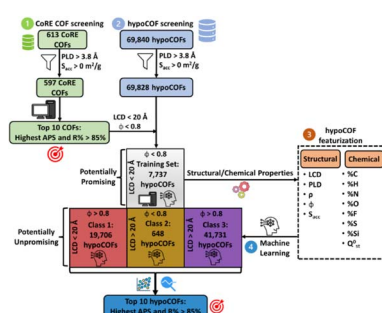 1 CoRE COF screening
613 CoRE
COFs
PLD > 3.8 Å
Sacc > 0 m²/g
597 CoRE
COFs
Top 10 COFs:
Highest APS and R% > 85%
2 hypoCOF screening
69,840 hypoCOFs
PLD > 3.8 Å
Sacc > 0 m²/g
69,828 hypoCOFs
LCD < 20 Å
ϕ < 0.8
Potentially
Promising
LCD < 20 Å
ϕ < 0.8
Training Set:
7,737
hypoCOFs
Structural/Chemical Properties
3 hypoCOF
featurization
Structural
• LCD
• PLD
• ρ
• ϕ
• Sacc
Chemical
• %C
• %H
• %N
• %O
• %F
• %S
• %Si
• Q⁰st
Potentially
Unpromising
LCD < 20 Å
ϕ > 0.8
Class 1:
19,706
hypoCOFs
LCD > 20 Å
ϕ < 0.8
Class 2:
648
hypoCOFs
LCD > 20 Å
ϕ > 0.8
Class 3:
41,731
hypoCOFs
4 Machine
Learning
Top 10 hypoCOFs:
Highest APS and R% > 85%